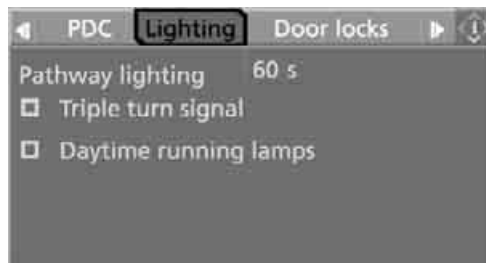 PDC Lighting Door locks
Pathway lighting 60 s
Triple turn signal
Daytime running lamps